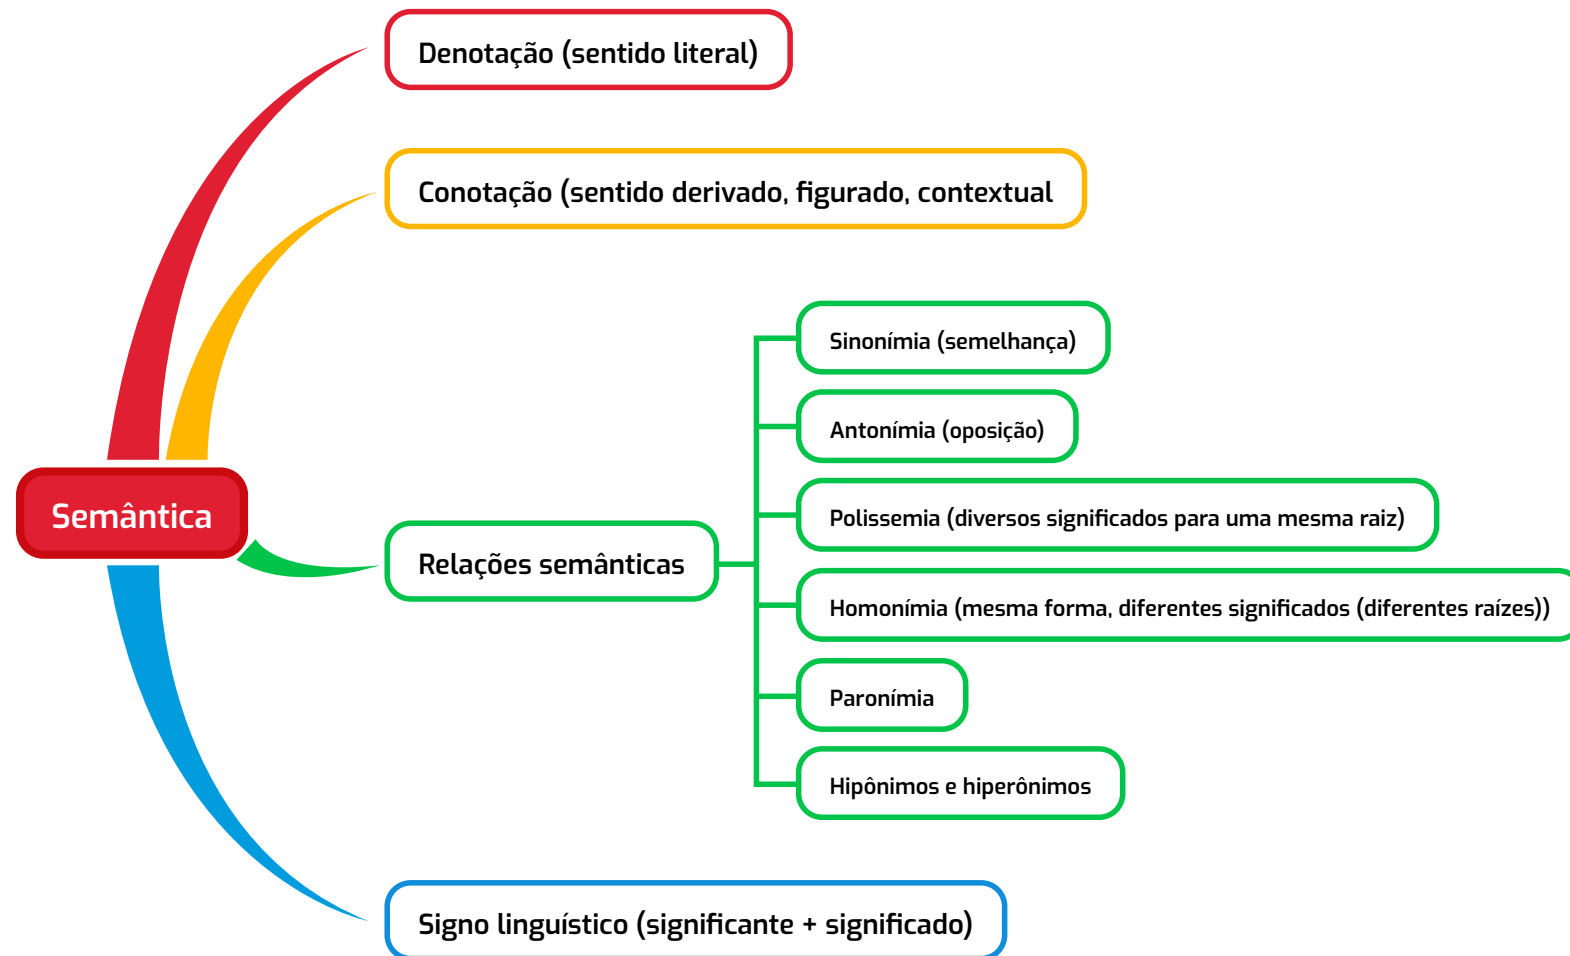 Denotação (sentido literal)
Conotação (sentido derivado, figurado, contextual
Sinonímia (semelhança)
Antonímia (oposição)
Polissemia (diversos significados para uma mesma raiz)
Semântica
Relações semânticas
Homonímia (mesma forma, diferentes significados (diferentes raízes))
Paronímia
Hipônimos e hiperônimos
Signo linguístico (significante + significado)